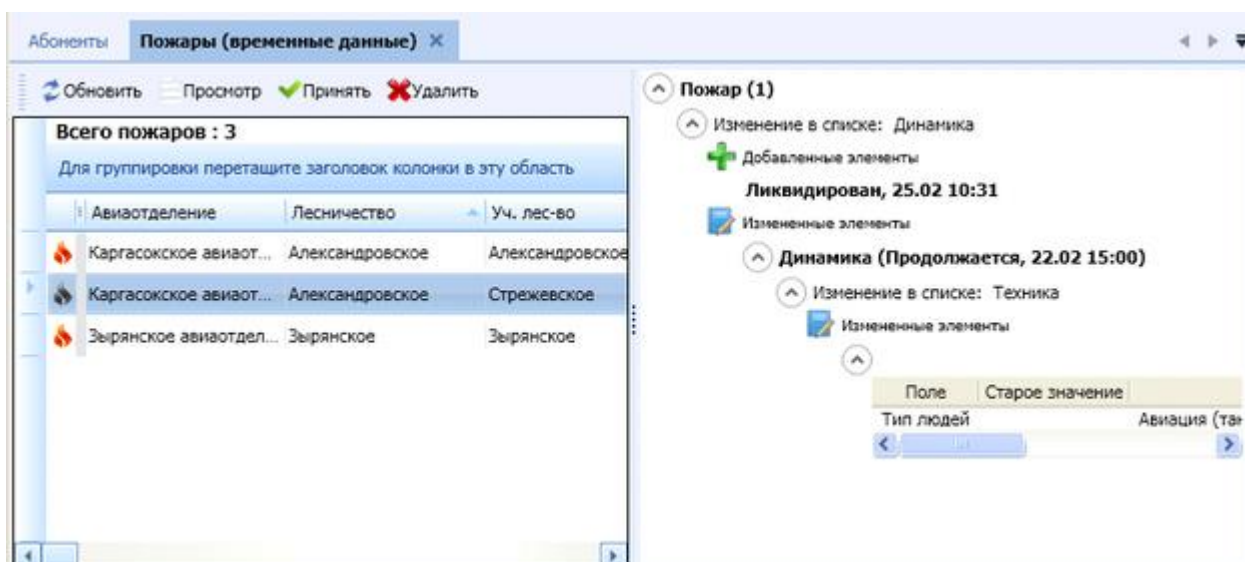 Абоненты Пожары (временные данные)
Обновить Просмотр Принять Удалить
Всего пожаров : 3
Для группировки перетащите заголовок колонки в эту область
Авиаотделение Лесничество Уч. лес-во
Каргасокское авиаот... Александровское Александровское
Каргасокское авиаот... Александровское Стрежевское
Зырянское авиаотдел... Зырянское Зырянское
Пожар (1)
Изменение в списке: Динамика
Добавленные элементы
Ликвидирован, 25.02 10:31
Измененные элементы
Динамика (Продолжается, 22.02 15:00)
Изменение в списке: Техника
Измененные элементы
Поле Старое значение
Тип людей Авиация